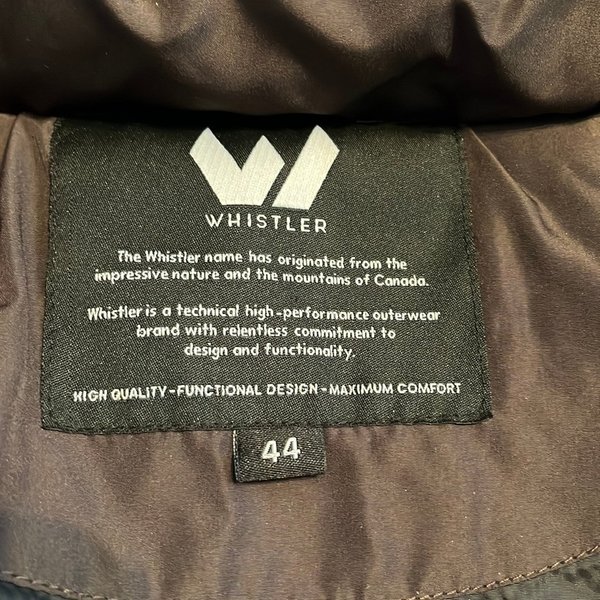 WHISTLER
The Whistler name has originated from the
impressive nature and the mountains of Canada.
Whistler is a technical high-performance outerwear
brand with relentless commitment to
design and functionality.
HIGH QUALITY-FUNCTIONAL DESIGN-MAXIMUM COMFORT
44